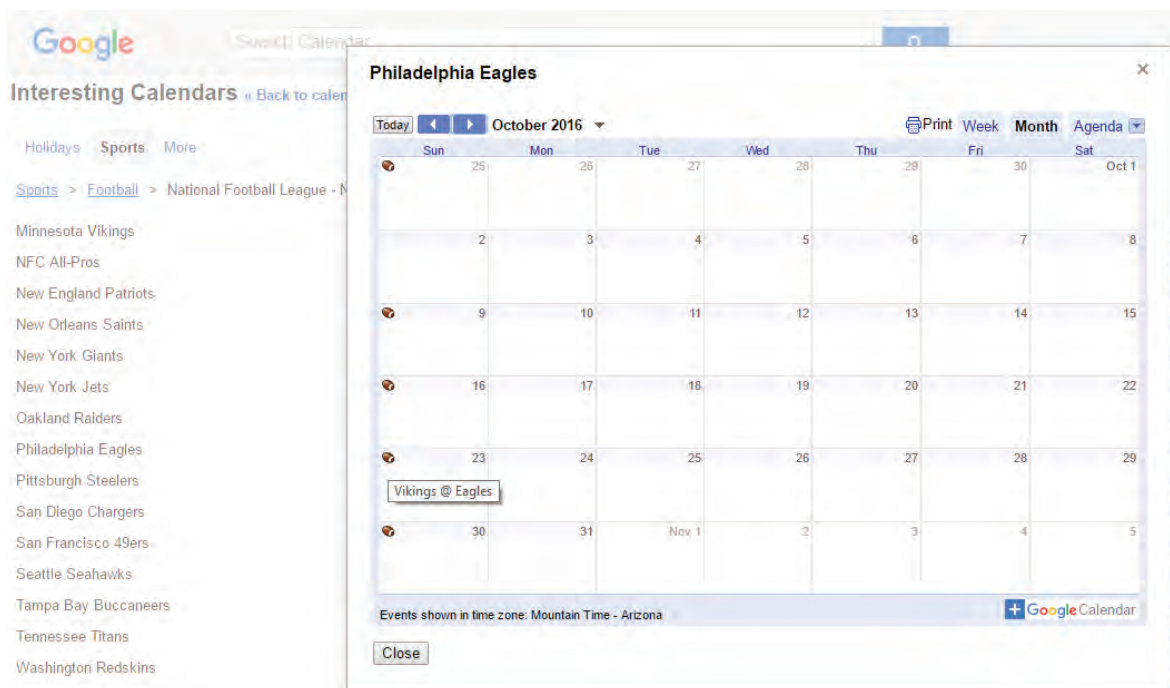 Google
Search Calendar
Interesting Calendars « Back to calen
Holidays Sports More
Sports > Football > National Football League - N
Minnesota Vikings
NFC All-Pros
New England Patriots
New Orleans Saints
New York Giants
New York Jets
Oakland Raiders
Philadelphia Eagles
Pittsburgh Steelers
San Diego Chargers
San Francisco 49ers
Seattle Seahawks
Tampa Bay Buccaneers
Tennessee Titans
Washington Redskins
Philadelphia Eagles ×
Today October 2016 Print Week Month Agenda
Sun Mon Tue Wed Thu Fri Sat
25 26 27 28 29 30 Oct 1
2 3 4 5 6 7 8
9 10 11 12 13 14 15
16 17 18 19 20 21 22
23 24 25 26 27 28 29
Vikings @ Eagles
30 31 Nov 1 2 3 4 5
Events shown in time zone: Mountain Time - Arizona
+ Google Calendar
Close